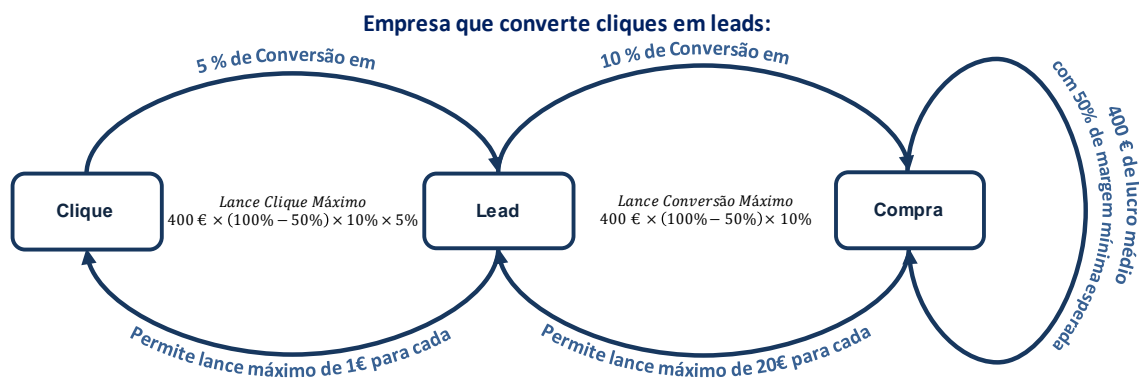 Empresa que converte cliques em leads:
5 % de Conversão em
10 % de Conversão em
400 € de lucro médio
com 50% de margem mínima esperada
Clique
Lance Clique Máximo
400 € × (100% − 50%) × 10% × 5%
Lead
Lance Conversão Máximo
400 € × (100% − 50%) × 10%
Compra
Permite lance máximo de 1€ para cada
Permite lance máximo de 20€ para cada